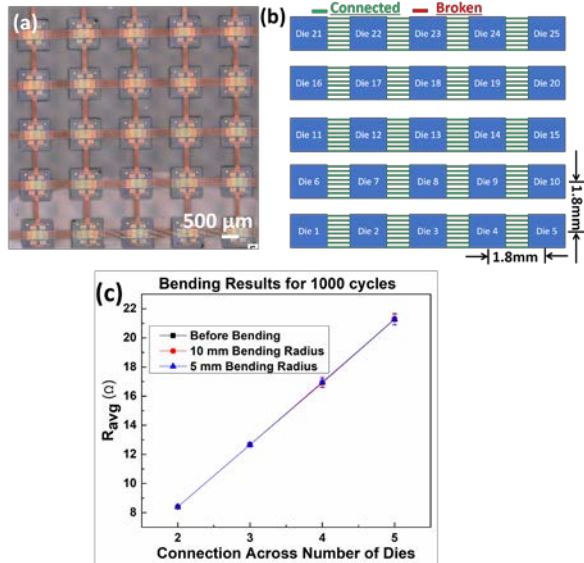 (a)
500 µm
(b)
Connected Broken
Die 21 Die 22 Die 23 Die 24 Die 25
Die 16 Die 17 Die 18 Die 19 Die 20
Die 11 Die 12 Die 13 Die 14 Die 15
Die 6 Die 7 Die 8 Die 9 Die 10
1.8mm
Die 1 Die 2 Die 3 Die 4 Die 5
1.8mm
(c)
Bending Results for 1000 cycles
Before Bending
10 mm Bending Radius
5 mm Bending Radius
Ravg (Ω)
22
20
18
16
14
12
10
8
2 3 4 5
Connection Across Number of Dies